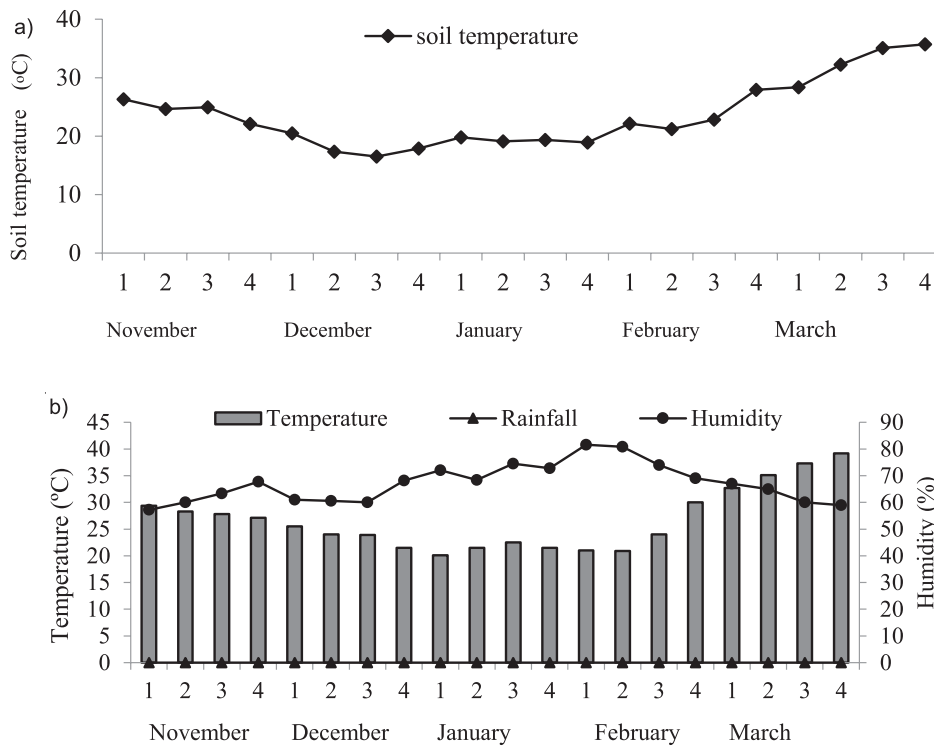 a)
soil temperature
Soil temperature (oC)
40
30
20
10
0
1 2 3 4 1 2 3 4 1 2 3 4 1 2 3 4 1 2 3 4
November December January February March
b)
Temperature Rainfall Humidity
Temperature (ºC)
45
40
35
30
25
20
15
10
5
0
90
80
70
60
50
40
30
20
10
0
Humidity (%)
1 2 3 4 1 2 3 4 1 2 3 4 1 2 3 4 1 2 3 4
November December January February March